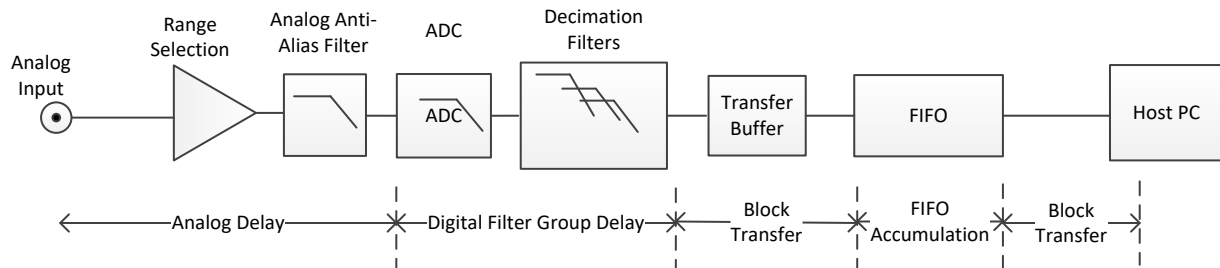 Analog
Input
Range
Selection
Analog Anti-
Alias Filter
ADC
Decimation
Filters
ADC
Transfer
Buffer
FIFO
Host PC
Analog Delay
Digital Filter Group Delay
Block
Transfer
FIFO
Accumulation
Block
Transfer